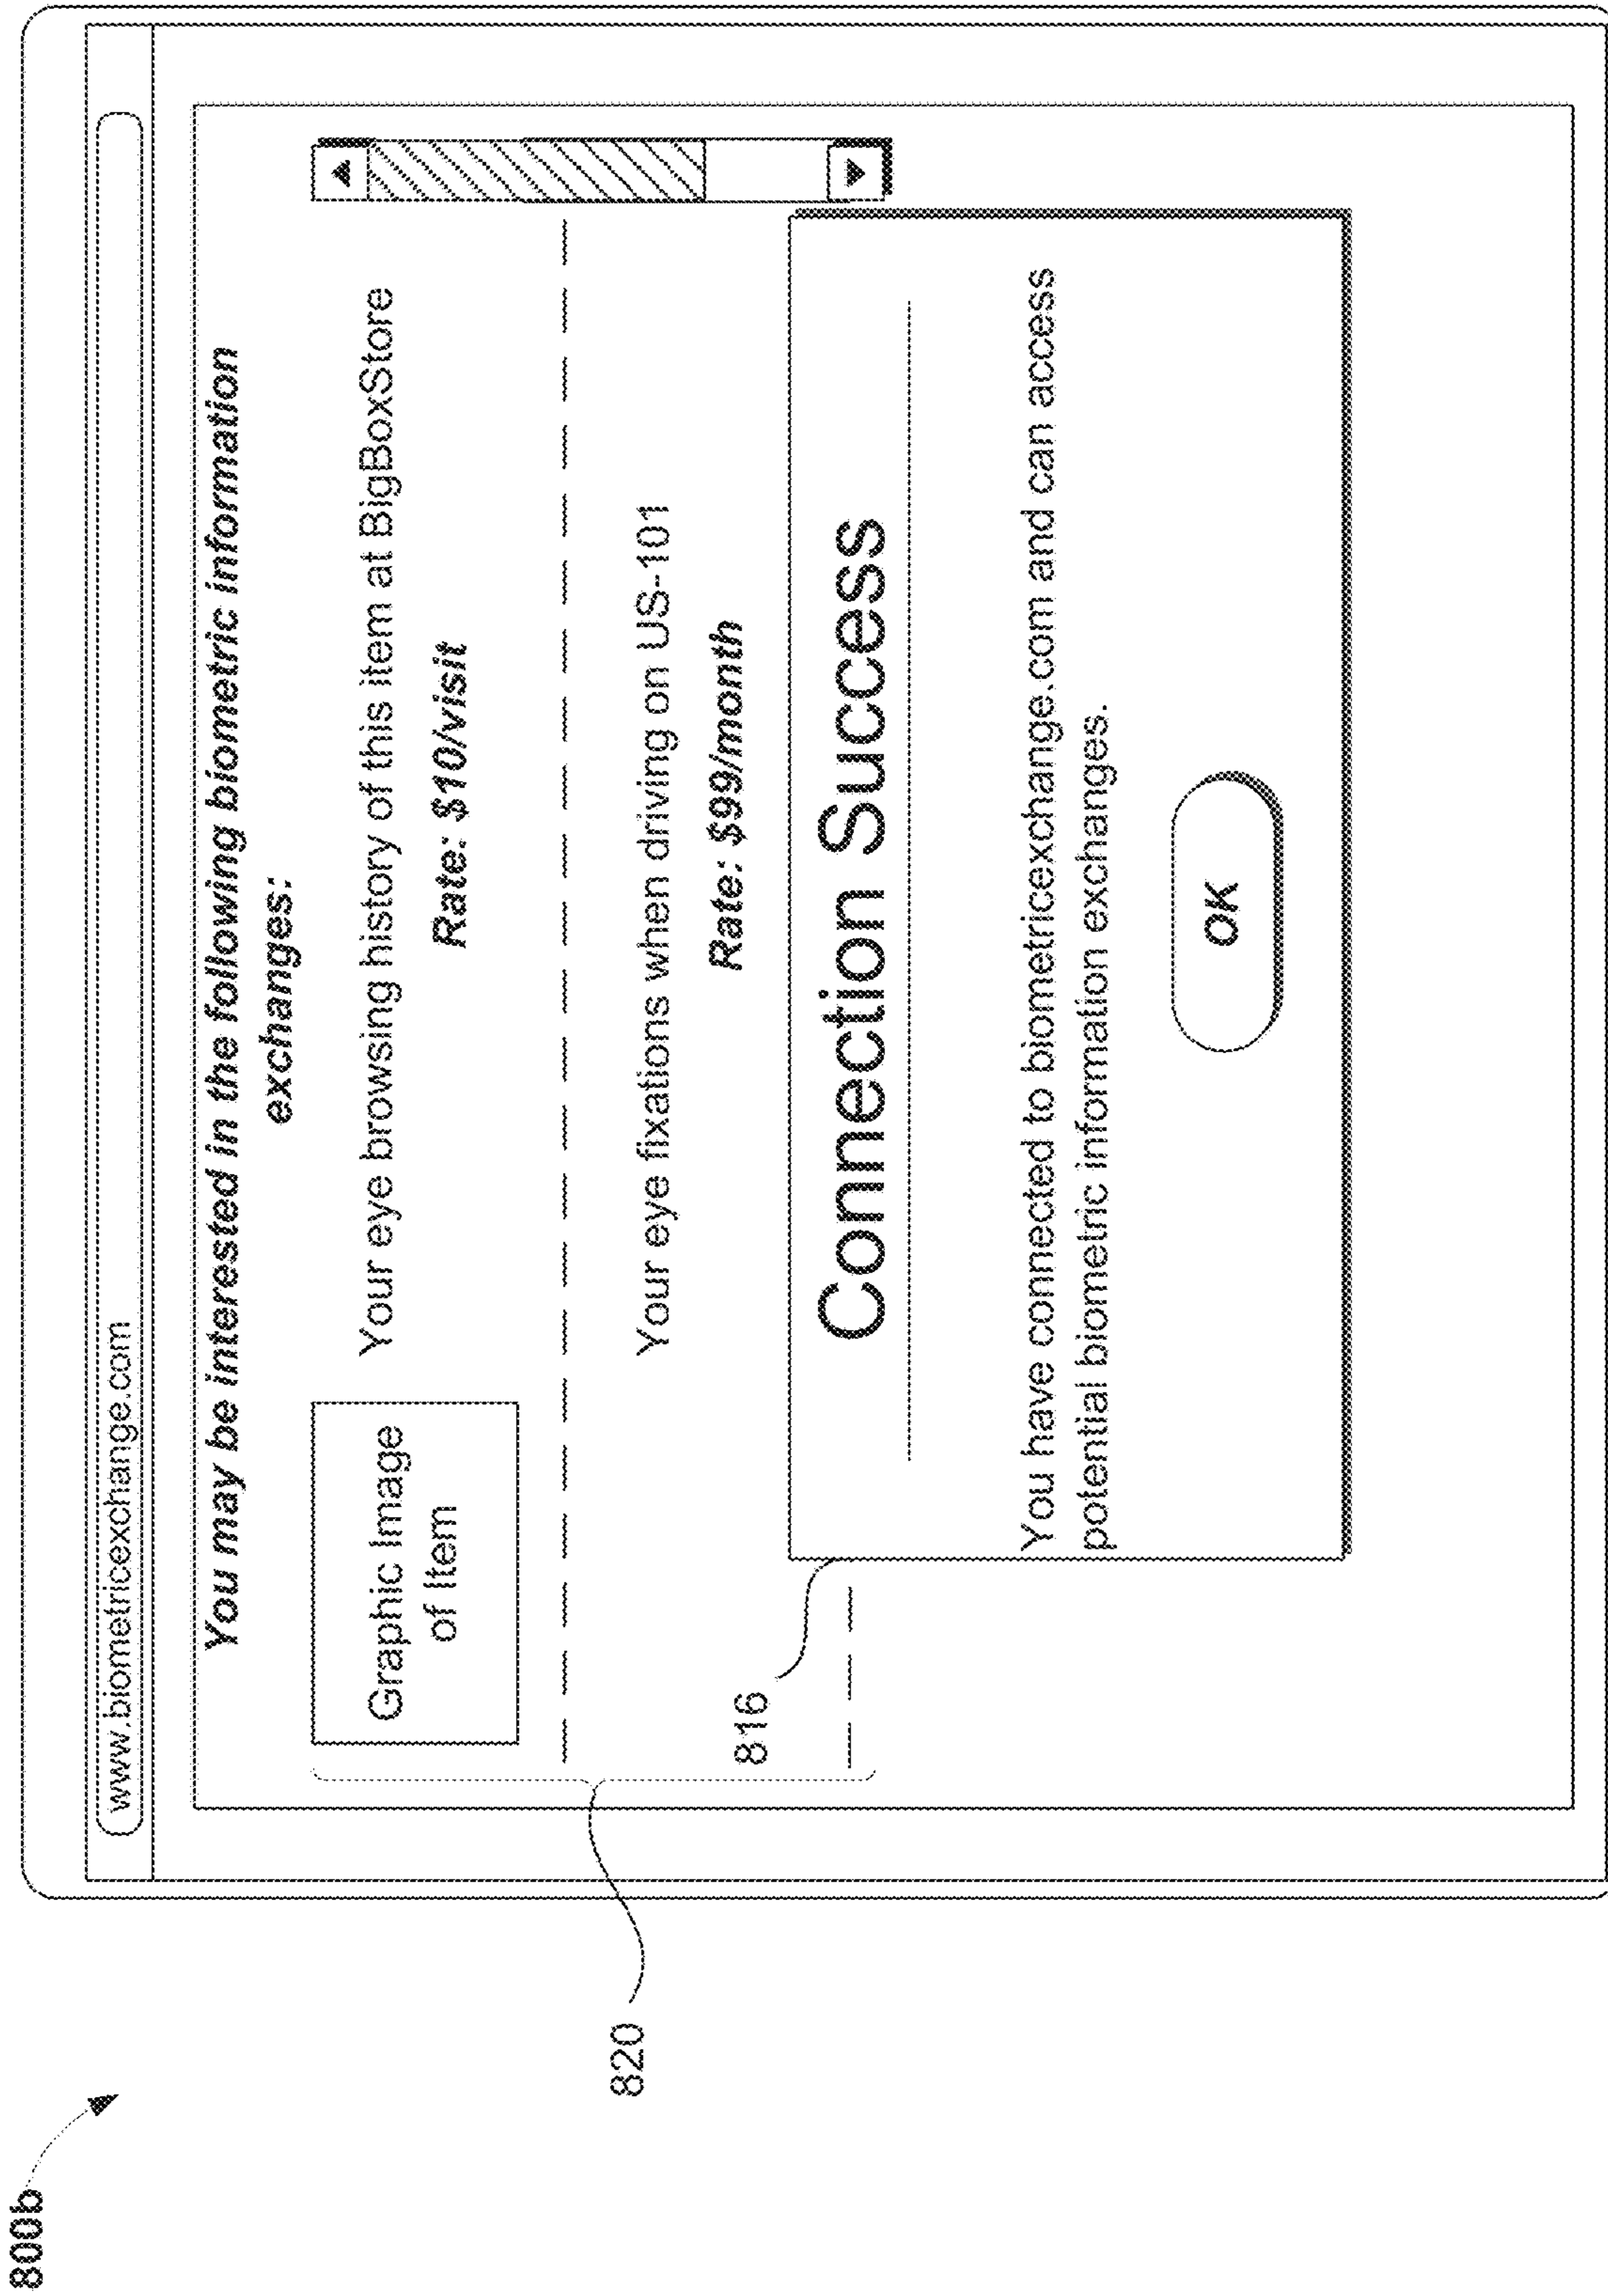 800b
www.biometricexchange.com
You may be interested in the following biometric information
exchanges:
Graphic Image
of Item
Your eye browsing history of this item at BigBoxStore
Rate: $10/visit
Your eye fixations when driving on US-101
Rate: $99/month
820
816
Connection Success
You have connected to biometricexchange.com and can access
potential biometric information exchanges.
OK